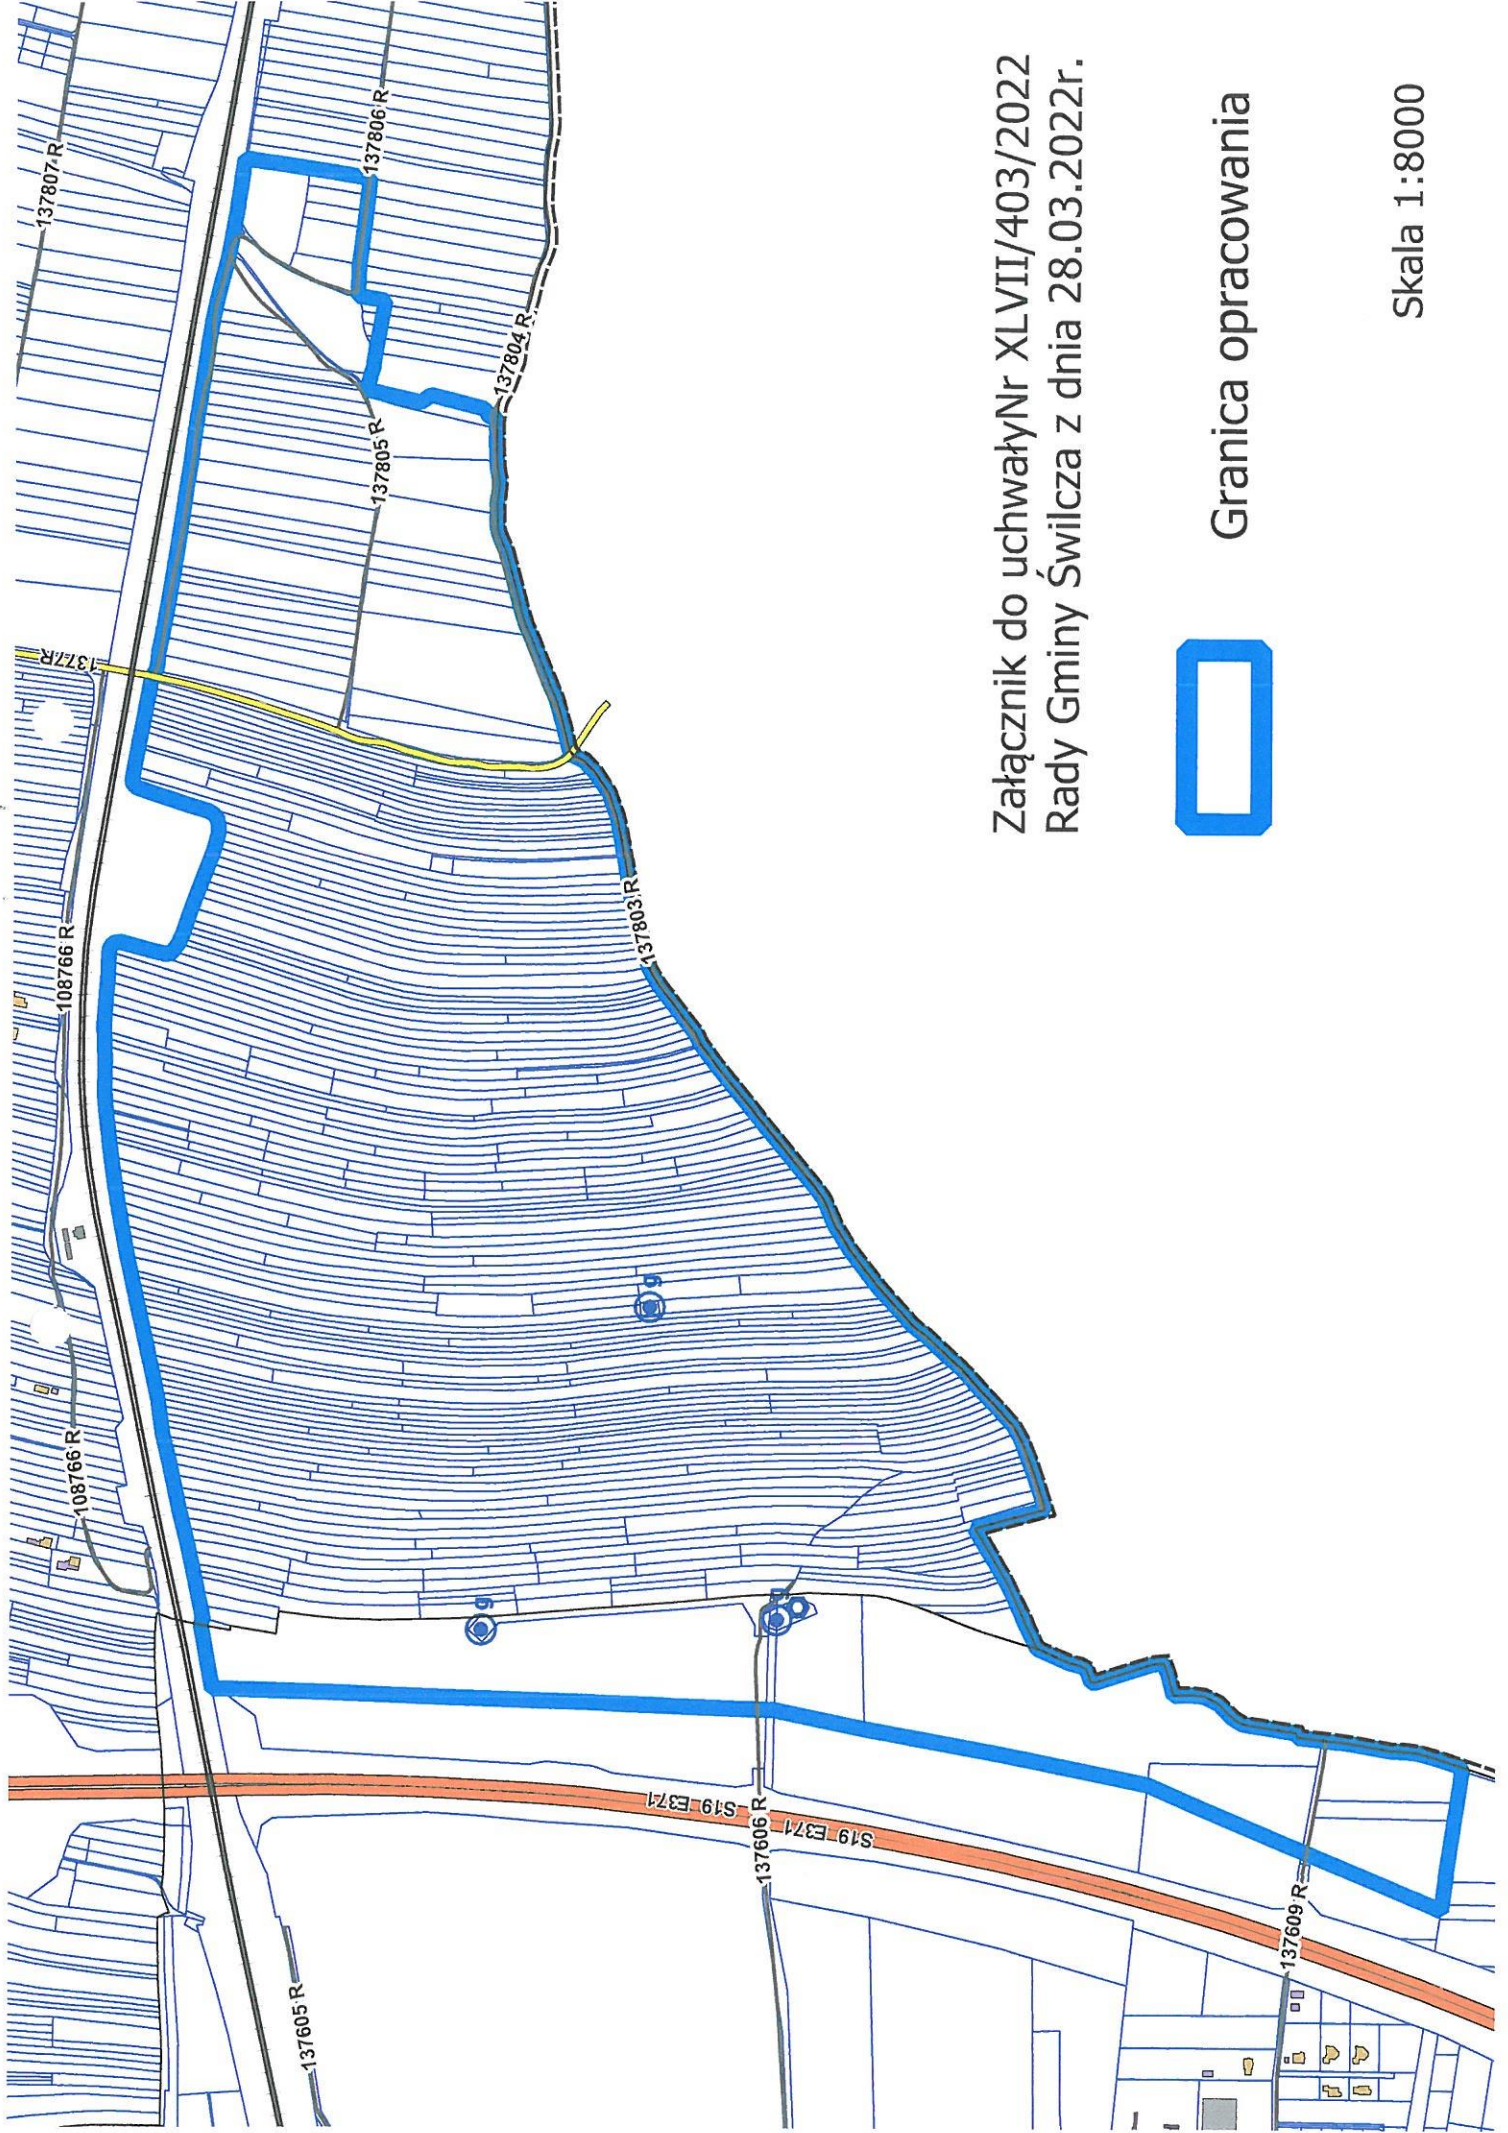 Załącznik do uchwałyNr XLVII/403/2022
Rady Gminy Świlcza z dnia 28.03.2022r.
Granica opracowania
Skala 1:8000
137807 R
137806 R
137804 R
137805 R
1377R
108766 R
137803 R
108766 R
g
g
S19 E371
S19 E371
137606 R
137605 R
137609 R